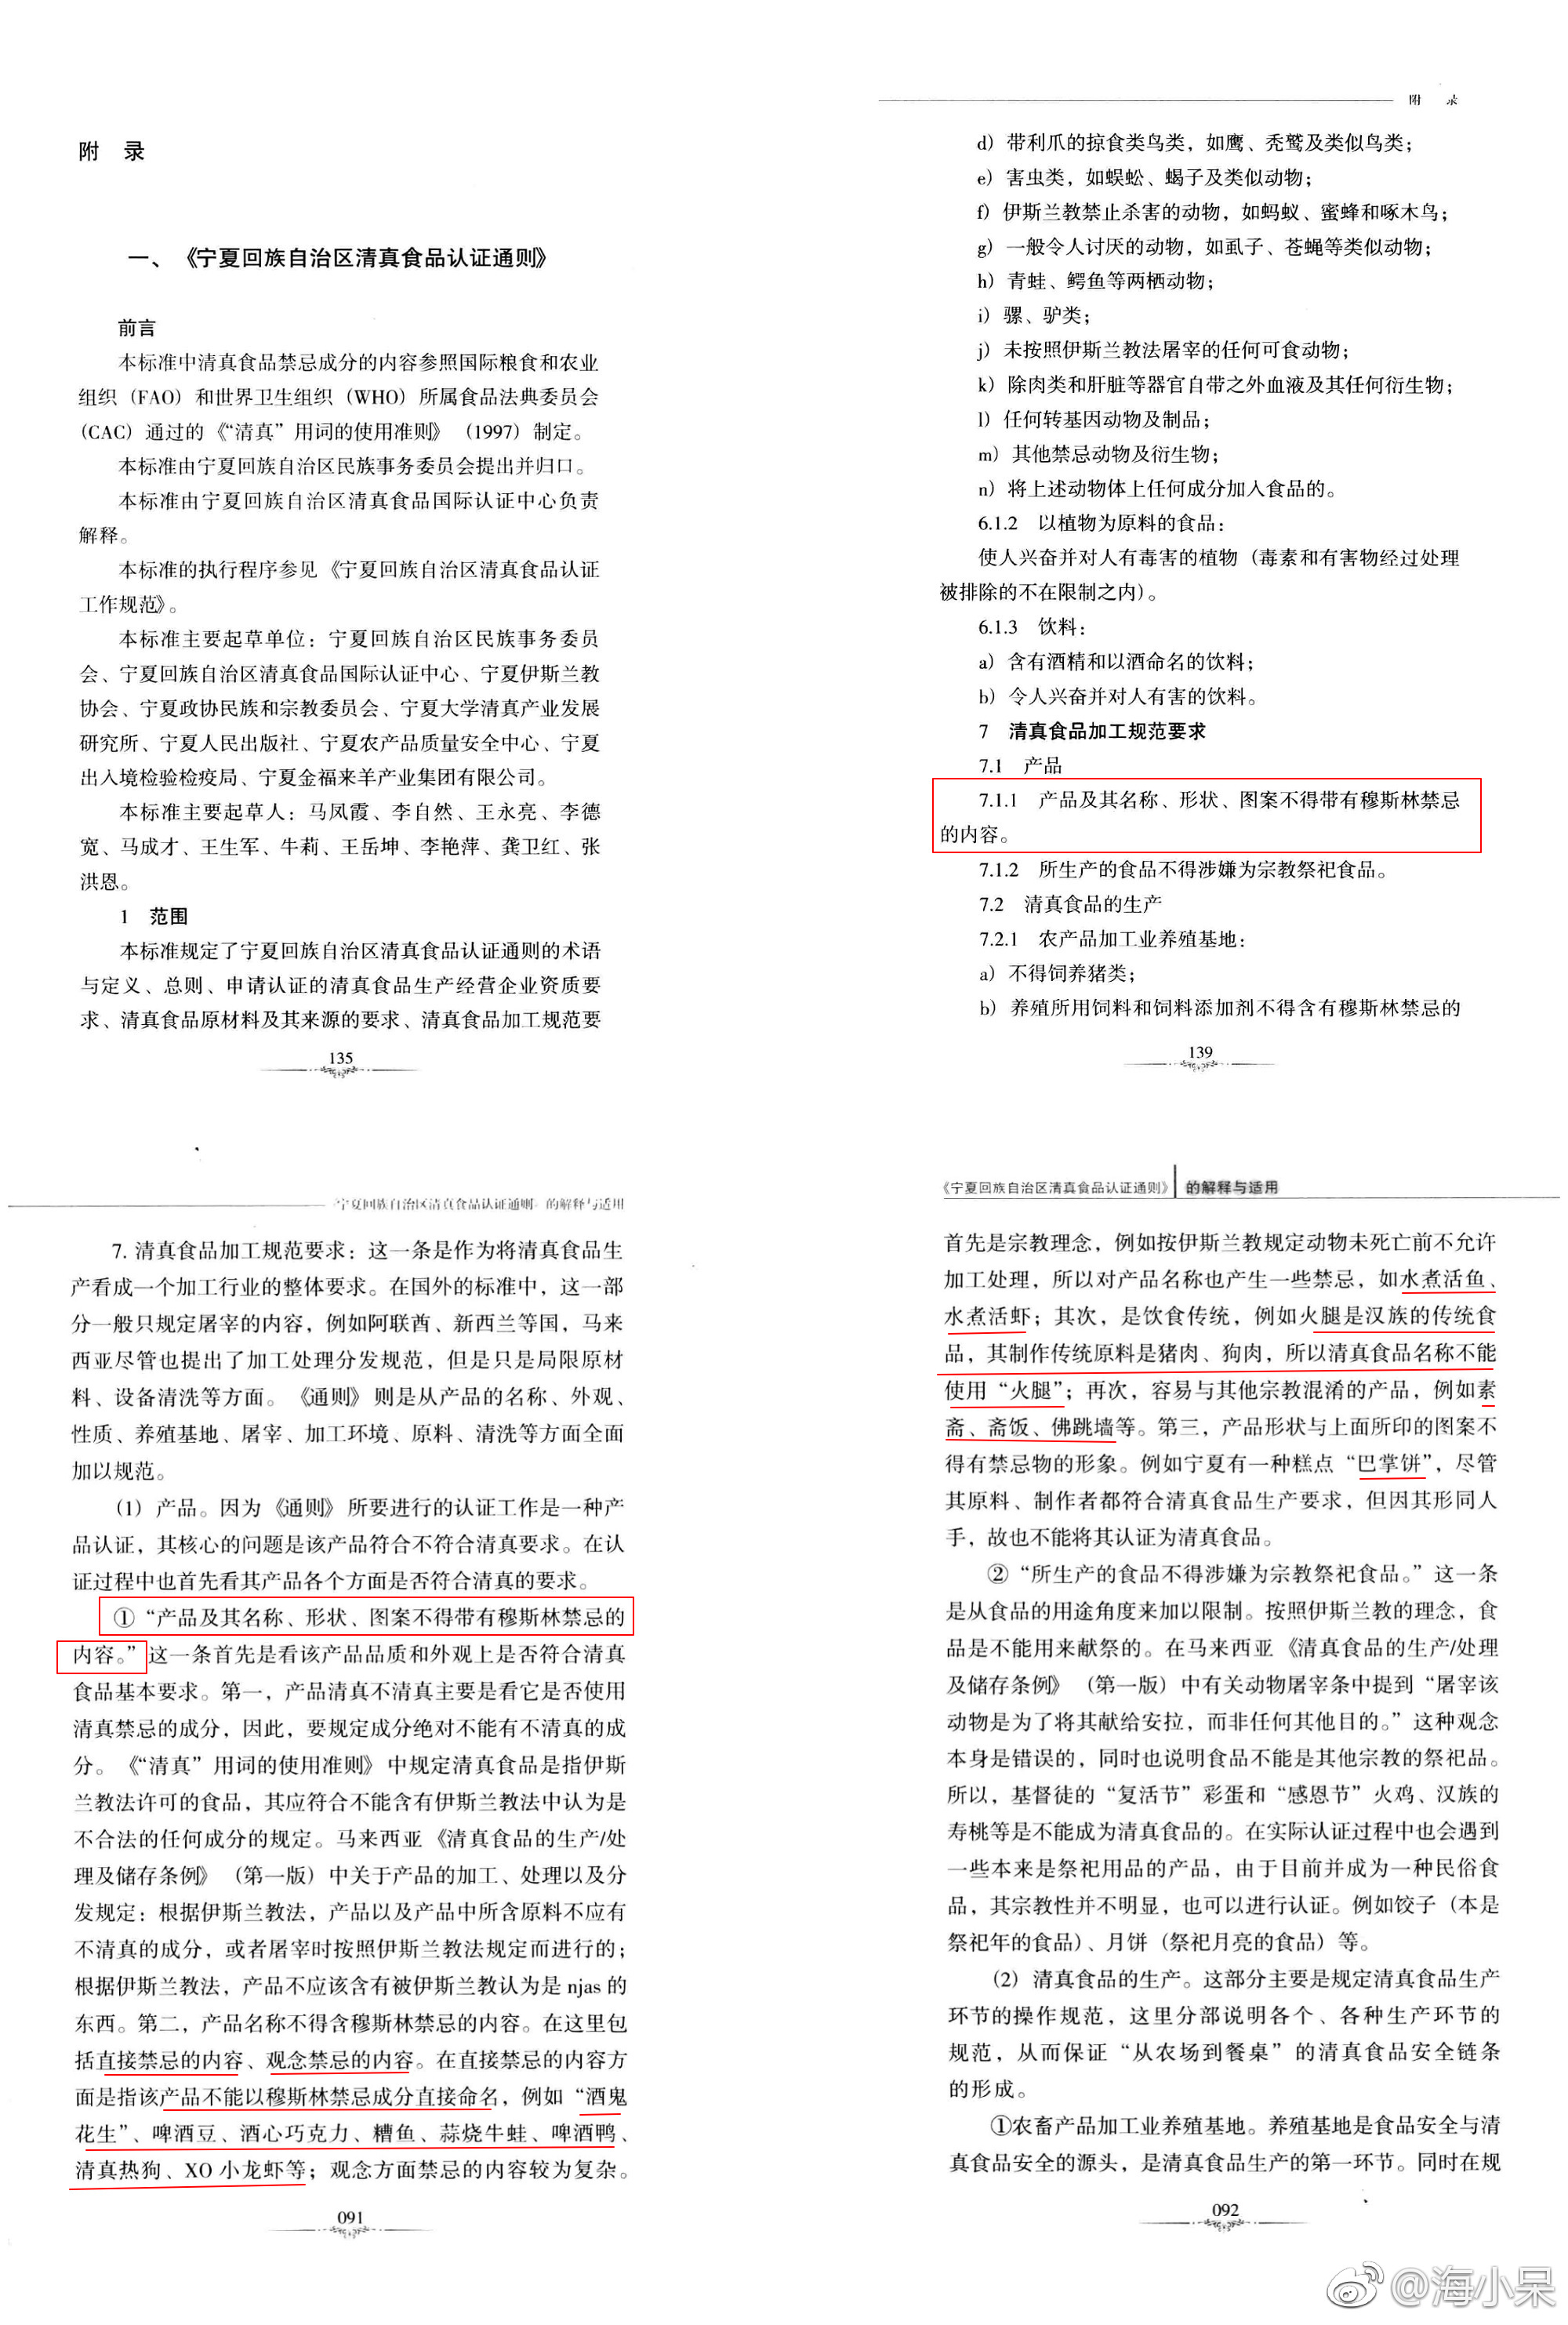 附 录
一、《宁夏回族自治区清真食品认证通则》
前言
本标准中清真食品禁忌成分的内容参照国际粮食和农业
组织（FAO）和世界卫生组织（WHO）所属食品法典委员会
（CAC）通过的《“清真”用词的使用准则》（1997）制定。
本标准由宁夏回族自治区民族事务委员会提出并归口。
本标准由宁夏回族自治区清真食品国际认证中心负责
解释。
本标准的执行程序参见《宁夏回族自治区清真食品认证
工作规范》。
本标准主要起草单位：宁夏回族自治区民族事务委员
会、宁夏回族自治区清真食品国际认证中心、宁夏伊斯兰教
协会、宁夏政协民族和宗教委员会、宁夏大学清真产业发展
研究所、宁夏人民出版社、宁夏农产品质量安全中心、宁夏
出入境检验检疫局、宁夏金福来羊产业集团有限公司。
本标准主要起草人：马凤霞、李自然、王永亮、李德
宽、马成才、王生军、牛莉、王岳坤、李艳萍、龚卫红、张
洪恩。
1 范围
本标准规定了宁夏回族自治区清真食品认证通则的术语
与定义、总则、申请认证的清真食品生产经营企业资质要
求、清真食品原材料及其来源的要求、清真食品加工规范要
135
附 录
d）带利爪的掠食类鸟类，如鹰、秃鹫及类似鸟类；
e）害虫类，如蜈蚣、蝎子及类似动物；
f）伊斯兰教禁止杀害的动物，如蚂蚁、蜜蜂和啄木鸟；
g）一般令人讨厌的动物，如虱子、苍蝇等类似动物；
h）青蛙、鳄鱼等两栖动物；
i）骡、驴类；
j）未按照伊斯兰教法屠宰的任何可食动物；
k）除肉类和肝脏等器官自带之外血液及其任何衍生物；
l）任何转基因动物及制品；
m）其他禁忌动物及衍生物；
n）将上述动物体上任何成分加入食品的。
6.1.2 以植物为原料的食品：
使人兴奋并对人有毒害的植物（毒素和有害物经过处理
被排除的不在限制之内）。
6.1.3 饮料：
a）含有酒精和以酒命名的饮料；
b）令人兴奋并对人有害的饮料。
7 清真食品加工规范要求
7.1 产品
7.1.1 产品及其名称、形状、图案不得带有穆斯林禁忌
的内容。
7.1.2 所生产的食品不得涉嫌为宗教祭祀食品。
7.2 清真食品的生产
7.2.1 农产品加工业养殖基地：
a）不得饲养猪类；
b）养殖所用饲料和饲料添加剂不得含有穆斯林禁忌的
139
《宁夏回族自治区清真食品认证通则》的解释与适用
7. 清真食品加工规范要求：这一条是作为将清真食品生
产看成一个加工行业的整体要求。在国外的标准中，这一部
分一般只规定屠宰的内容，例如阿联酋、新西兰等国，马来
西亚尽管也提出了加工处理分发规范，但是只是局限原材
料、设备清洗等方面。《通则》则是从产品的名称、外观、
性质、养殖基地、屠宰、加工环境、原料、清洗等方面全面
加以规范。
（1）产品。因为《通则》所要进行的认证工作是一种产
品认证，其核心的问题是该产品符合不符合清真要求。在认
证过程中也首先看其产品各个方面是否符合清真的要求。
①“产品及其名称、形状、图案不得带有穆斯林禁忌的
内容。”这一条首先是看该产品品质和外观上是否符合清真
食品基本要求。第一，产品清真不清真主要是看它是否使用
清真禁忌的成分，因此，要规定成分绝对不能有不清真的成
分。《“清真”用词的使用准则》中规定清真食品是指伊斯
兰教法许可的食品，其应符合不能含有伊斯兰教法中认为是
不合法的任何成分的规定。马来西亚《清真食品的生产/处
理及储存条例》（第一版）中关于产品的加工、处理以及分
发规定：根据伊斯兰教法，产品以及产品中所含原料不应有
不清真的成分，或者屠宰时按照伊斯兰教法规定而进行的；
根据伊斯兰教法，产品不应该含有被伊斯兰教认为是 njas 的
东西。第二，产品名称不得含穆斯林禁忌的内容。在这里包
括直接禁忌的内容、观念禁忌的内容。在直接禁忌的内容方
面是指该产品不能以穆斯林禁忌成分直接命名，例如“酒鬼
花生”、啤酒豆、酒心巧克力、糟鱼、蒜烧牛蛙、啤酒鸭、
清真热狗、XO 小龙虾等；观念方面禁忌的内容较为复杂。
091
《宁夏回族自治区清真食品认证通则》 的解释与适用
首先是宗教理念，例如按伊斯兰教规定动物未死亡前不允许
加工处理，所以对产品名称也产生一些禁忌，如水煮活鱼、
水煮活虾；其次，是饮食传统，例如火腿是汉族的传统食
品，其制作传统原料是猪肉、狗肉，所以清真食品名称不能
使用“火腿”；再次，容易与其他宗教混淆的产品，例如素
斋、斋饭、佛跳墙等。第三，产品形状与上面所印的图案不
得有禁忌物的形象。例如宁夏有一种糕点“巴掌饼”，尽管
其原料、制作者都符合清真食品生产要求，但因其形同人
手，故也不能将其认证为清真食品。
②“所生产的食品不得涉嫌为宗教祭祀食品。”这一条
是从食品的用途角度来加以限制。按照伊斯兰教的理念，食
品是不能用来献祭的。在马来西亚《清真食品的生产/处理
及储存条例》（第一版）中有关动物屠宰条中提到“屠宰该
动物是为了将其献给安拉，而非任何其他目的。”这种观念
本身是错误的，同时也说明食品不能是其他宗教的祭祀品。
所以，基督徒的“复活节”彩蛋和“感恩节”火鸡、汉族的
寿桃等是不能成为清真食品的。在实际认证过程中也会遇到
一些本来是祭祀用品的产品，由于目前并成为一种民俗食
品，其宗教性并不明显，也可以进行认证。例如饺子（本是
祭祀年的食品）、月饼（祭祀月亮的食品）等。
（2）清真食品的生产。这部分主要是规定清真食品生产
环节的操作规范，这里分部说明各个、各种生产环节的
规范，从而保证“从农场到餐桌”的清真食品安全链条
的形成。
①农畜产品加工业养殖基地。养殖基地是食品安全与清
真食品安全的源头，是清真食品生产的第一环节。同时在规
092
@海小呆